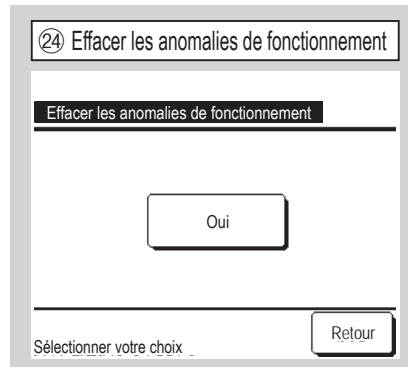 ㉔ Effacer les anomalies de fonctionnement
Effacer les anomalies de fonctionnement
Oui
Retour
Sélectionner votre choix